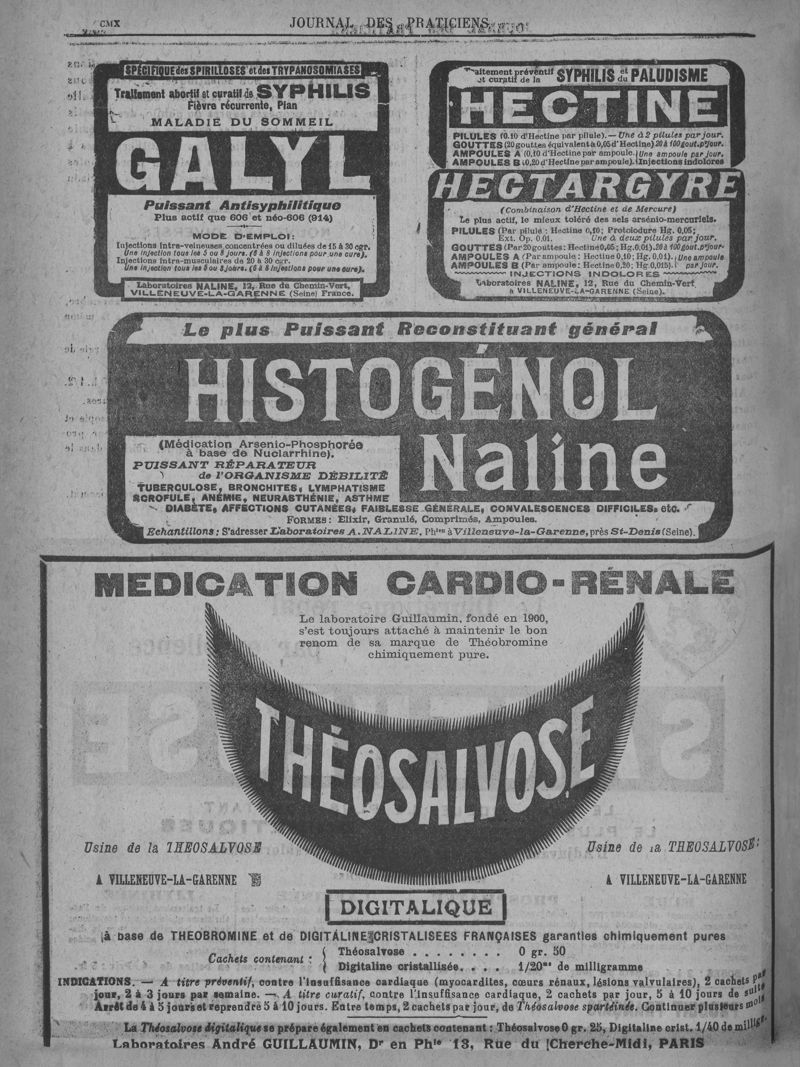 CMX
JOURNAL DES PRATICIENS
SPÉCIFIQUE des SPIRILLOSES et des TRYPANOSOMIASES
Traitement abortif et curatif de SYPHILIS
Fièvre récurrente, Pian
MALADIE DU SOMMEIL
GALYL
Puissant Antisyphilitique
Plus actif que 606 et néo-606 (914)
MODE D'EMPLOI:
Injections intra-veineuses concentrées ou diluées de 15 à 30 cgr.
Une injection tous les 5 ou 8 jours. (8 à injections pour une cure).
Injections intra-musculaires de 20 à 30 cgr.
Une injection tous les 5 ou 8 jours. (5 à 6 injections pour une cure).
Laboratoires NALINE, 12, Rue du Chemin-Vert,
VILLENEUVE-LA-GARENNE (Seine) France.
Traitement préventif et curatif de la SYPHILIS et du PALUDISME
HECTINE
PILULES (0.10 d'Hectine par pilule). — Une à 2 pilules par jour.
GOUTTES (20 gouttes équivalent à 0,05 d'Hectine) 20 à 100 gout. p. jour.
AMPOULES A (0,10 d'Hectine par ampoule). Une ampoule par jour.
AMPOULES B (0,20 d'Hectine par ampoule). Injections indolores
HECTARGYRE
(Combinaison d'Hectine et de Mercure)
Le plus actif, le mieux toléré des sels arsénio-mercuriels.
PILULES (Par pilule : Hectine 0,10; Protoiodure Hg. 0,05;
Ext. Op. 0,01. Une à deux pilules par jour.
GOUTTES (Par 20 gouttes : Hectine 0,05; Hg. 0,01). 20 à 100 gout. p. jour.
AMPOULES A (Par ampoule : Hectine 0,10; Hg. 0,01). Une ampoule
AMPOULES B (Par ampoule : Hectine 0,20; Hg. 0,015). par jour.
INJECTIONS INDOLORES
Laboratoires NALINE, 12, Rue du Chemin-Vert
à VILLENEUVE-LA-GARENNE (Seine).
Le plus Puissant Reconstituant général
HISTOGÉNOL
Naline
(Médication Arsenio-Phosphorée
à base de Nuclarrhine).
PUISSANT RÉPARATEUR
de l'ORGANISME DÉBILITÉ
TUBERCULOSE, BRONCHITES, LYMPHATISME
SCROFULE, ANÉMIE, NEURASTHÉNIE, ASTHME
DIABÈTE, AFFECTIONS CUTANÉES, FAIBLESSE GÉNÉRALE, CONVALESCENCES DIFFICILES, etc.
FORMES: Elixir, Granulé, Comprimés, Ampoules.
Echantillons : S'adresser Laboratoires A. NALINE, Phien à Villeneuve-la-Garenne, près St-Denis (Seine).
MEDICATION CARDIO-RÉNALE
Le laboratoire Guillaumin, fondé en 1900,
s'est toujours attaché à maintenir le bon
renom de sa marque de Théobromine
chimiquement pure.
THÉOSALVOSE
Usine de la THEOSALVOSE
A VILLENEUVE-LA-GARENNE
Usine de la THEOSALVOSE
A VILLENEUVE-LA-GARENNE
DIGITALIQUE
à base de THEOBROMINE et de DIGITALINE CRISTALISEES FRANÇAISES garanties chimiquement pures
Cachets contenant :
Théosalvose . . . . . . . . 0 gr. 50
Digitaline cristallisée. . . . 1/20me de milligramme
INDICATIONS. — A titre préventif, contre l'Insuffisance cardiaque (myocardites, cœurs rénaux, lésions valvulaires), 2 cachets par
jour, 2 à 3 jours par semaine. — A titre curatif, contre l'Insuffisance cardiaque, 2 cachets par jour, 5 à 10 jours de suite
Arrêt de 4 à 5 jours et reprendre 5 à 10 jours. Entre temps, 2 cachets par jour, de Théosalvose spartéinée. Continuer plusieurs mois
La Théosalvose digitalique se prépare également en cachets contenant : Théosalvose 0 gr. 25, Digitaline crist. 1/40 de millig.
Laboratoires André GUILLAUMIN, Dr en Phie 13, Rue du Cherche-Midi, PARIS